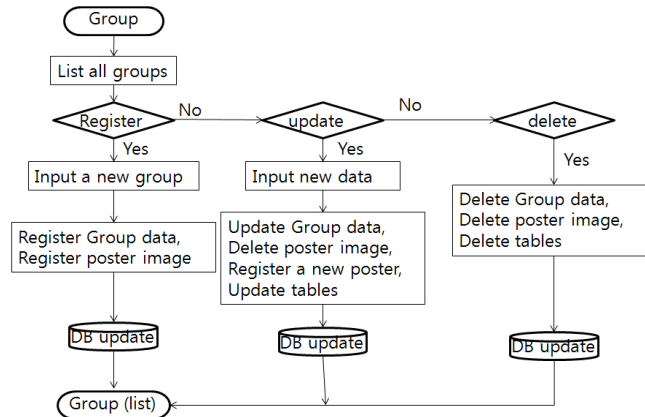 Group
List all groups
Register
No
update
No
delete
Yes
Yes
Yes
Input a new group
Input new data
Register Group data,
Register poster image
Update Group data,
Delete poster image,
Register a new poster,
Update tables
Delete Group data,
Delete poster image,
Delete tables
DB update
DB update
DB update
Group (list)